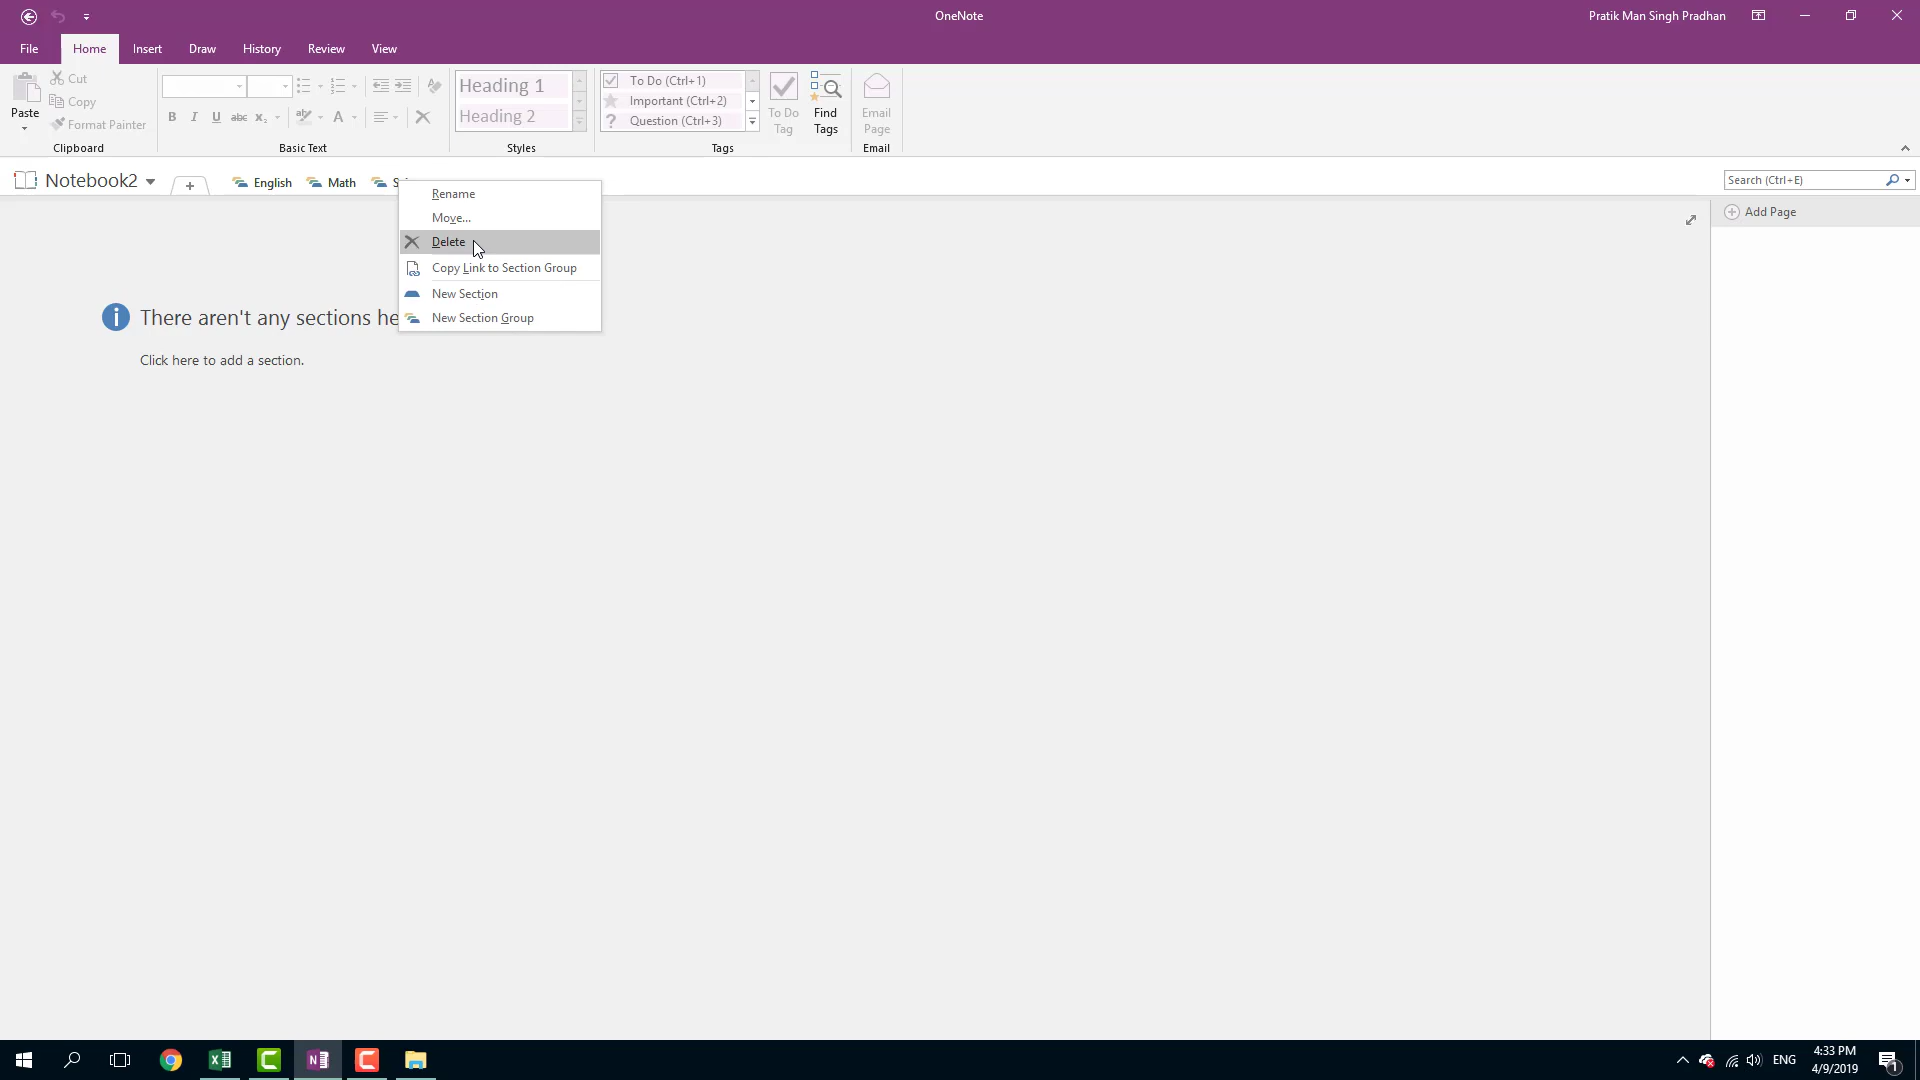 OneNote
Pratik Man Singh Pradhan
File Home Insert Draw History Review View
Paste
Cut
Copy
Format Painter
Clipboard
B I U abc X₂ ab A
Basic Text
Heading 1
Heading 2
Styles
To Do (Ctrl+1)
Important (Ctrl+2)
Question (Ctrl+3)
To Do
Tag
Find
Tags
Tags
Email
Page
Email
Notebook2
English Math
Search (Ctrl+E)
Rename
Move...
Delete
Copy Link to Section Group
New Section
New Section Group
Add Page
There aren't any sections he
Click here to add a section.
ENG
4:33 PM
4/9/2019
1